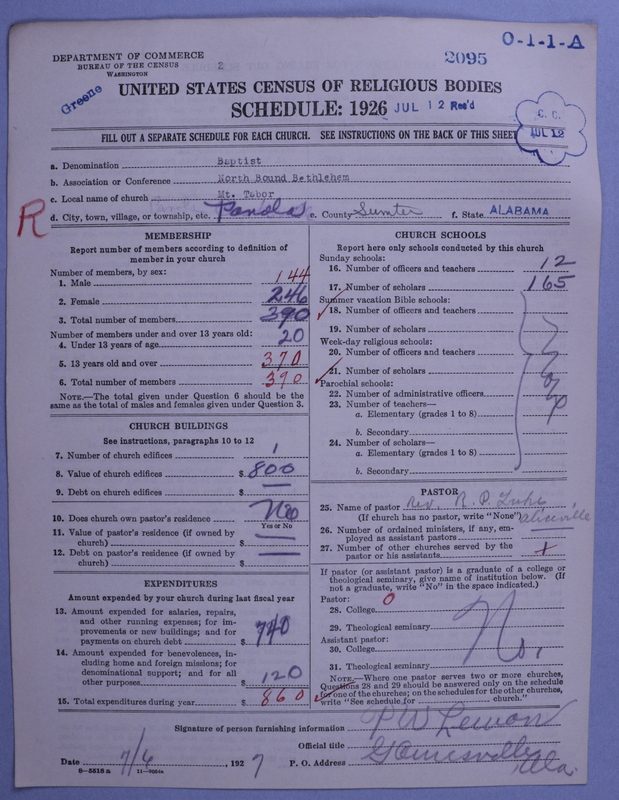 O-1-1-A
2095
DEPARTMENT OF COMMERCE
BUREAU OF THE CENSUS
WASHINGTON
2
Greene
UNITED STATES CENSUS OF RELIGIOUS BODIES
SCHEDULE: 1926 JUL 12 Rec'd
C. C.
JUL 12
FILL OUT A SEPARATE SCHEDULE FOR EACH CHURCH. SEE INSTRUCTIONS ON THE BACK OF THIS SHEET
a. Denomination Baptist
b. Association or Conference North Bound Bethlehem
c. Local name of church Mt. Tabor
R
d. City, town, village, or township, etc. Panola e. County Sumter f. State ALABAMA
MEMBERSHIP
Report number of members according to definition of
member in your church
Number of members, by sex:
1. Male 144
2. Female 246
3. Total number of members 390
Number of members under and over 13 years old:
4. Under 13 years of age 20
5. 13 years old and over 370
6. Total number of members 390
NOTE.—The total given under Question 6 should be
same as the total of males and females given under Question 3.
CHURCH BUILDINGS
See instructions, paragraphs 10 to 12
7. Number of church edifices 1
8. Value of church edifices $ 800
9. Debt on church edifices $ —
10. Does church own pastor's residence No
Yes or No
11. Value of pastor's residence (if owned by
church) $ —
12. Debt on pastor's residence (if owned by
church) $ —
EXPENDITURES
Amount expended by your church during last fiscal year
13. Amount expended for salaries, repairs,
and other running expenses; for im-
provements or new buildings; and for
payments on church debt $ 740
14. Amount expended for benevolences, in-
cluding home and foreign missions; for
denominational support; and for all
other purposes $ 120
15. Total expenditures during year $ 860
CHURCH SCHOOLS
Report here only schools conducted by this church
Sunday schools:
16. Number of officers and teachers 12
17. Number of scholars 165
Summer vacation Bible schools:
18. Number of officers and teachers
19. Number of scholars
Week-day religious schools:
20. Number of officers and teachers
21. Number of scholars
Parochial schools:
22. Number of administrative officers
23. Number of teachers—
a. Elementary (grades 1 to 8)
b. Secondary
24. Number of scholars—
a. Elementary (grades 1 to 8)
b. Secondary
PASTOR
25. Name of pastor Rev. R. P.
(If church has no pastor, write "None") Aliceville
26. Number of ordained ministers, if any, em-
ployed as assistant pastors
27. Number of other churches served by the
pastor or his assistants
If pastor (or assistant pastor) is a graduate of a college or
theological seminary, give name of institution below. (If
not a graduate, write "No" in the space indicated.)
Pastor: 0
28. College
29. Theological seminary No.
Assistant pastor:
30. College
31. Theological seminary
NOTE.—Where one pastor serves two or more churches,
Questions 28 and 29 should be answered only on the schedule
for one of the churches; on the schedules for the other churches,
write "See schedule for church."
Signature of person furnishing information P W Lemon
Official title
Date 7/6, 1927 P. O. Address Gainesville Ala.
8-5518 a